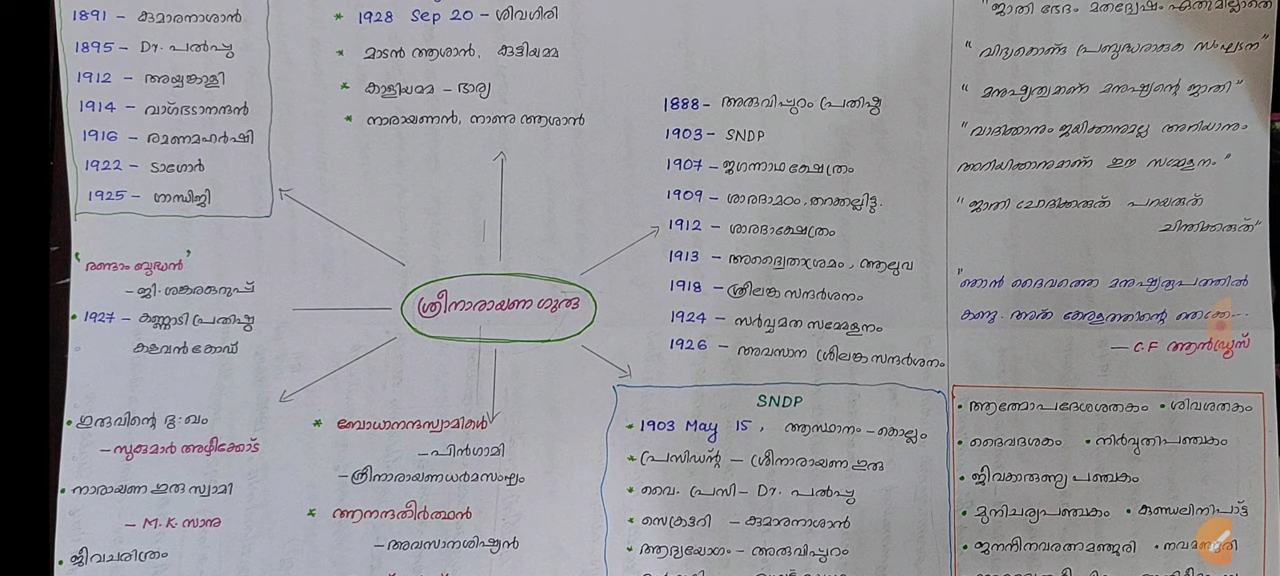 1891 - കുമാരനാശാൻ
1895 - Dr. പൽപ്പു
1912 - അയ്യങ്കാളി
1914 - വാഗ്ഭടാനന്ദൻ
1916 - രമണമഹർഷി
1922 - ടാഗോർ
1925 - ഗാന്ധിജി
* 1928 Sep 20 - ശിവഗിരി
* മാടൻ ആശാൻ, കുട്ടിയമ്മ
* കാളിയമ്മ - ഭാര്യ
* നാരായണൻ, നാണു ആശാൻ
1888 - അരുവിപ്പുറം പ്രതിഷ്ഠ
1903 - SNDP
1907 - ജഗന്നാഥ ക്ഷേത്രം
1909 - ശാരദാമഠം, തറക്കല്ലിട്ടു.
1912 - ശാരദാക്ഷേത്രം
1913 - അദ്വൈതാശ്രമം, ആലുവ
1918 - ശ്രീലങ്ക സന്ദർശനം
1924 - സർവ്വമത സമ്മേളനം
1926 - അവസാന ശ്രീലങ്ക സന്ദർശനം
"ജാതി ഭേദം മതദ്വേഷം ഏതുമില്ലാതെ
"വിദ്യകൊണ്ടു പ്രബുദ്ധരാകുക സംഘടന"
"മനുഷ്യത്വമാണ് മനുഷ്യന്റെ ജാതി"
"വാദിക്കാനും ജയിക്കാനുമല്ല അറിയാനും
അറിയിക്കാനുമാണ് ഈ സമ്മേളനം"
"ജാതി ചോദിക്കരുത് പറയരുത്
ചിന്തിക്കരുത്"
"ഞാൻ ദൈവത്തെ മനുഷ്യരൂപത്തിൽ
കണ്ടു. അത് കേരളത്തിന്റെ
- C.F ആൻഡ്രൂസ്
ശ്രീനാരായണ ഗുരു
'രണ്ടാം ബുദ്ധൻ'
- ജി. ശങ്കരക്കുറുപ്പ്
• 1927 - കണ്ണാടി പ്രതിഷ്ഠ
കളവൻ കോഡ്
• ഗുരുവിന്റെ ദു:ഖം
- സുകുമാർ അഴീക്കോട്
• നാരായണ ഗുരു സ്വാമി
- M.K. സാനു
• ജീവചരിത്രം
* ബോധാനന്ദസ്വാമികൾ
- പിൻഗാമി
- ശ്രീനാരായണധർമസംഘം
* ആനന്ദതീർത്ഥൻ
- അവസാനശിഷ്യൻ
SNDP
* 1903 May 15, ആസ്ഥാനം - കൊല്ലം
* പ്രസിഡന്റ് - ശ്രീനാരായണ ഗുരു
* വൈ. പ്രസി - Dr. പൽപ്പു
* സെക്രട്ടറി - കുമാരനാശാൻ
* ആദ്യയോഗം - അരുവിപ്പുറം
• ആത്മോപദേശശതകം • ശിവശതകം
• ദൈവദശകം • നിർവൃതിപഞ്ചകം
• ജീവകാരുണ്യ പഞ്ചകം
• മുനിചര്യപഞ്ചകം • കുണ്ഡലിനിപാട്ട്
• ജനനീനവരത്നമഞ്ജരി • നവമഞ്ജരി